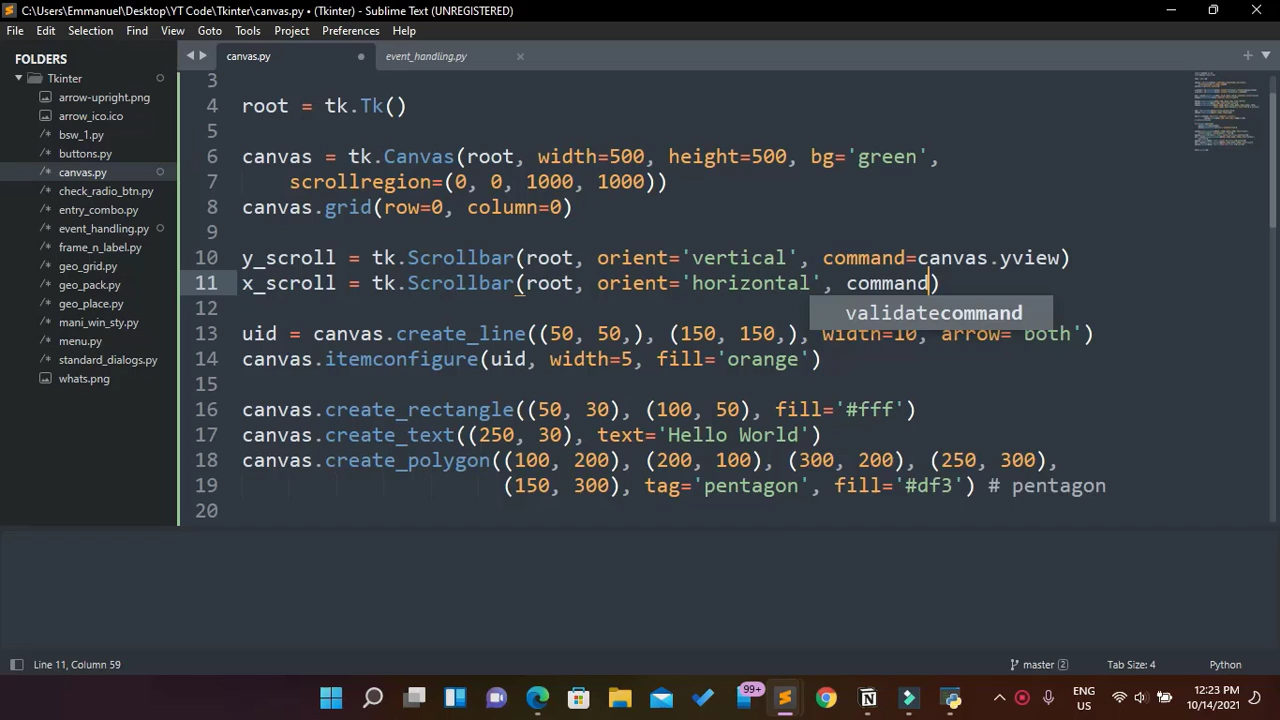 C:\Users\Emmanuel\Desktop\YT Code\Tkinter\canvas.py • (Tkinter) - Sublime Text (UNREGISTERED)
File Edit Selection Find View Goto Tools Project Preferences Help
FOLDERS
Tkinter
arrow-upright.png
arrow_ico.ico
/* bsw_1.py
/* buttons.py
/* canvas.py
/* check_radio_btn.py
/* entry_combo.py
/* event_handling.py
/* frame_n_label.py
/* geo_grid.py
/* geo_pack.py
/* geo_place.py
/* mani_win_sty.py
/* menu.py
/* standard_dialogs.py
whats.png
canvas.py event_handling.py
3
4 root = tk.Tk()
5
6 canvas = tk.Canvas(root, width=500, height=500, bg='green',
7 scrollregion=(0, 0, 1000, 1000))
8 canvas.grid(row=0, column=0)
9
10 y_scroll = tk.Scrollbar(root, orient='vertical', command=canvas.yview)
11 x_scroll = tk.Scrollbar(root, orient='horizontal', command)
12 validatecommand
13 uid = canvas.create_line((50, 50,), (150, 150,), width=10, arrow='both')
14 canvas.itemconfigure(uid, width=5, fill='orange')
15
16 canvas.create_rectangle((50, 30), (100, 50), fill='#fff')
17 canvas.create_text((250, 30), text='Hello World')
18 canvas.create_polygon((100, 200), (200, 100), (300, 200), (250, 300),
19 (150, 300), tag='pentagon', fill='#df3') # pentagon
20
Line 11, Column 59 master 2 Tab Size: 4 Python
99+ ENG US 12:23 PM 10/14/2021